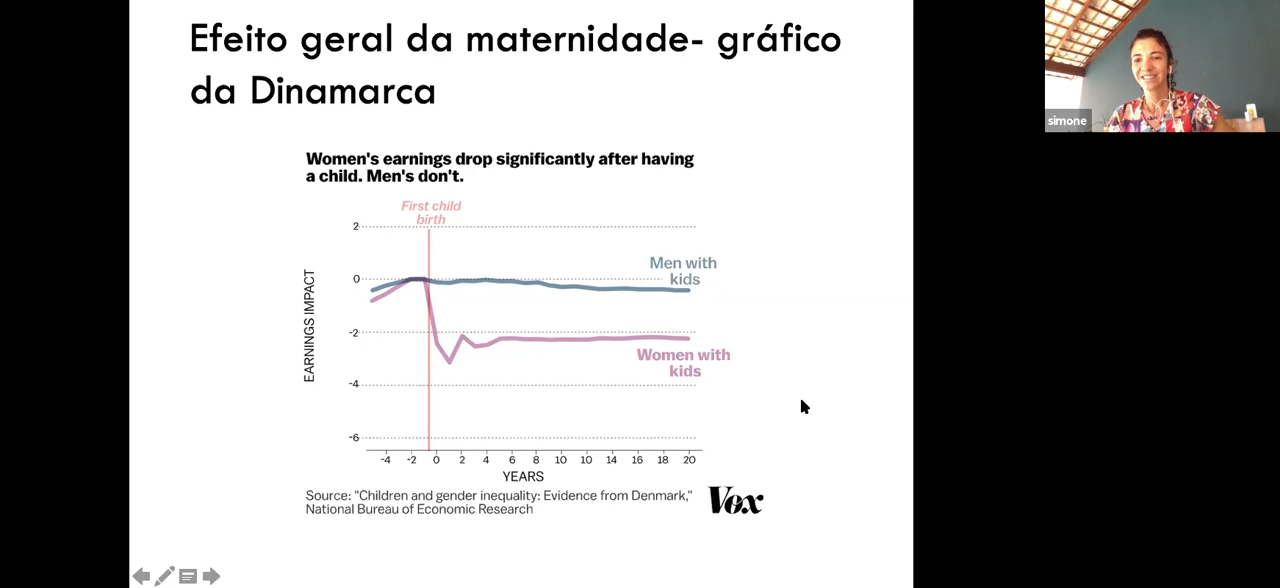 Efeito geral da maternidade- gráfico
da Dinamarca
simone
Women's earnings drop significantly after having
a child. Men's don't.
First child
birth
2
Men with
kids
0
EARNINGS IMPACT
-2
Women with
kids
-4
-6
-4 -2 0 2 4 6 8 10 10 14 16 18 20
YEARS
Source: "Children and gender inequality: Evidence from Denmark,"
National Bureau of Economic Research
Vox